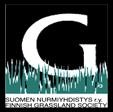 G
SUOMEN NURMIYHDISTYS r.y.
FINNISH GRASSLAND SOCIETY